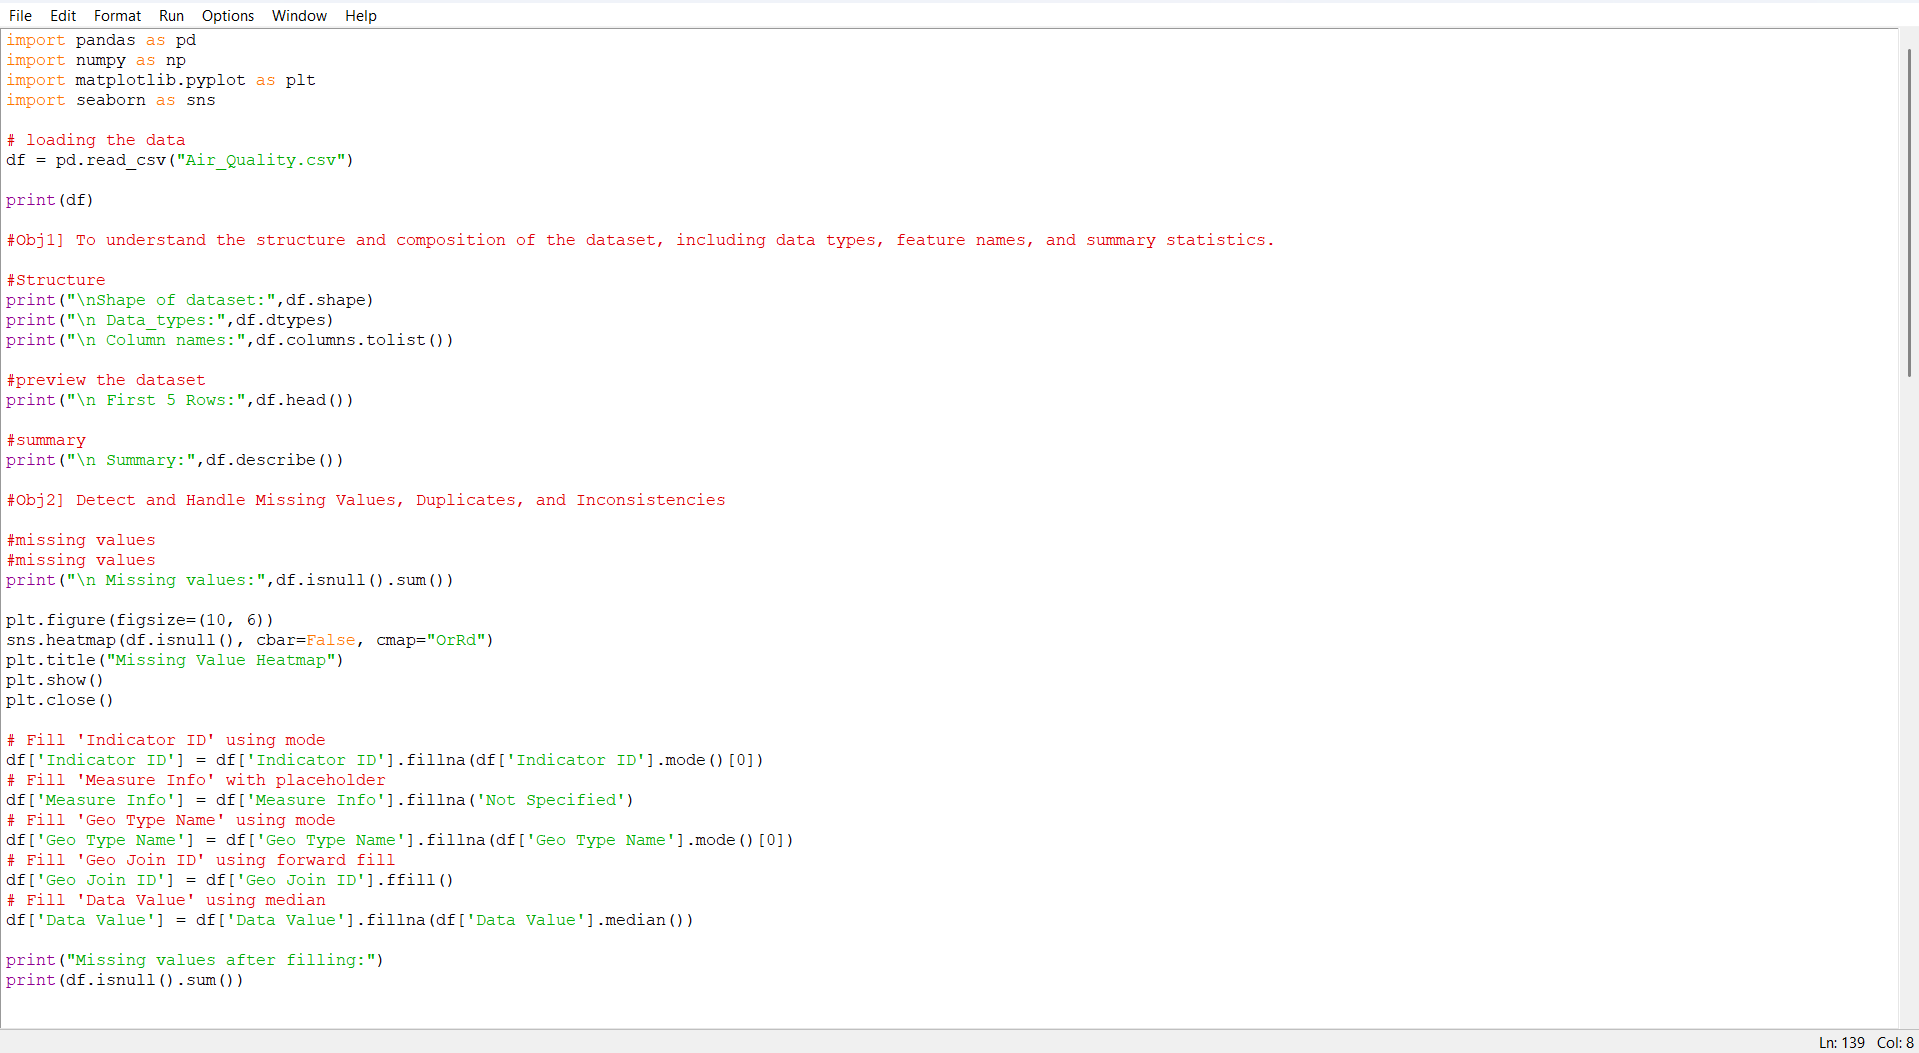 File Edit Format Run Options Window Help
import pandas as pd
import numpy as np
import matplotlib.pyplot as plt
import seaborn as sns
# loading the data
df = pd.read_csv("Air_Quality.csv")
print(df)
#Obj1] To understand the structure and composition of the dataset, including data types, feature names, and summary statistics.
#Structure
print("\nShape of dataset:",df.shape)
print("\n Data_types:",df.dtypes)
print("\n Column names:",df.columns.tolist())
#preview the dataset
print("\n First 5 Rows:",df.head())
#summary
print("\n Summary:",df.describe())
#Obj2] Detect and Handle Missing Values, Duplicates, and Inconsistencies
#missing values
#missing values
print("\n Missing values:",df.isnull().sum())
plt.figure(figsize=(10, 6))
sns.heatmap(df.isnull(), cbar=False, cmap="OrRd")
plt.title("Missing Value Heatmap")
plt.show()
plt.close()
# Fill 'Indicator ID' using mode
df['Indicator ID'] = df['Indicator ID'].fillna(df['Indicator ID'].mode()[0])
# Fill 'Measure Info' with placeholder
df['Measure Info'] = df['Measure Info'].fillna('Not Specified')
# Fill 'Geo Type Name' using mode
df['Geo Type Name'] = df['Geo Type Name'].fillna(df['Geo Type Name'].mode()[0])
# Fill 'Geo Join ID' using forward fill
df['Geo Join ID'] = df['Geo Join ID'].ffill()
# Fill 'Data Value' using median
df['Data Value'] = df['Data Value'].fillna(df['Data Value'].median())
print("Missing values after filling:")
print(df.isnull().sum())
Ln: 139 Col: 8